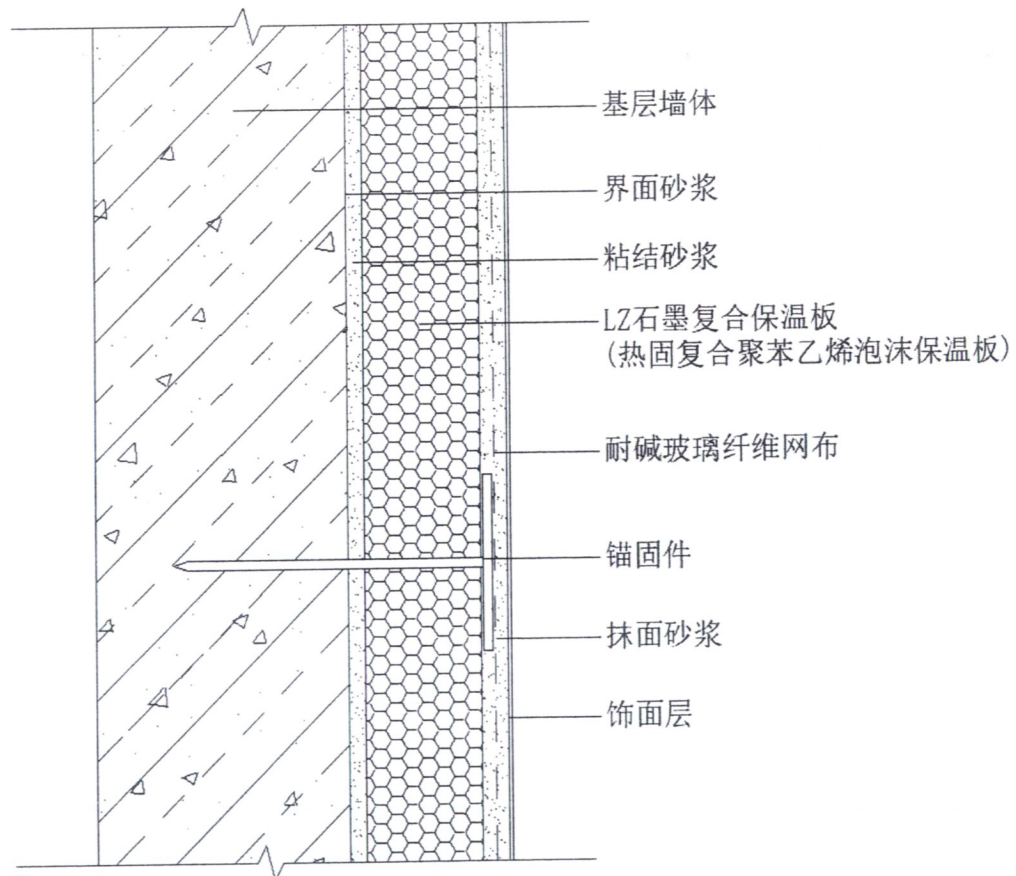 基层墙体
界面砂浆
粘结砂浆
LZ石墨复合保温板
(热固复合聚苯乙烯泡沫保温板)
耐碱玻璃纤维网布
锚固件
抹面砂浆
饰面层